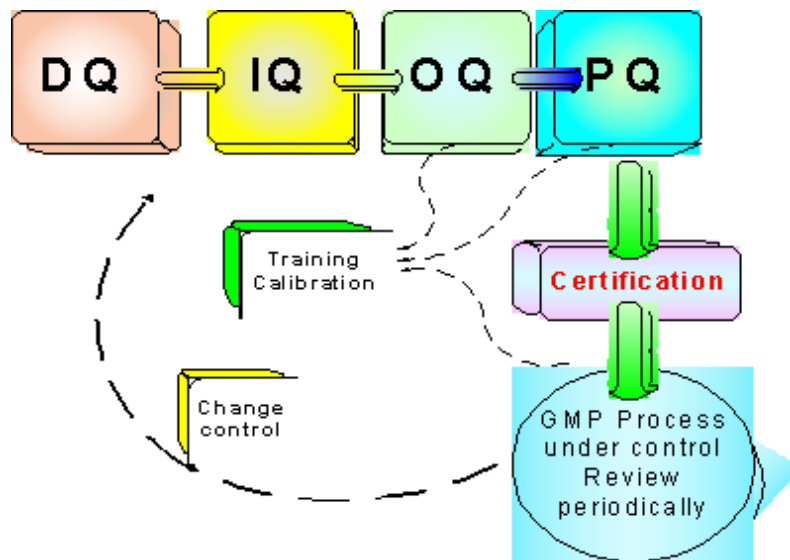 DQ
IQ
OQ
PQ
Training
Calibration
Certification
Change
control
GMP Process
under control
Review
periodically